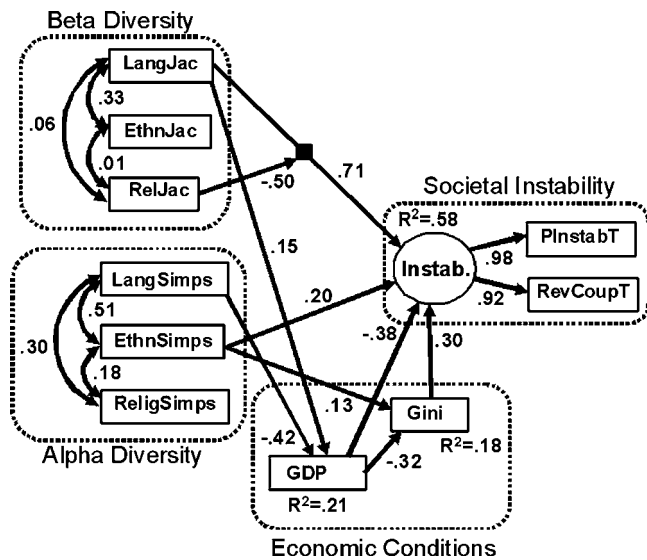 Beta Diversity
LangJac
.33
.06
EthnJac
.01
RelJac
-.50
.71
Societal Instability
R²=.58
PInstabT
Instab.
.98
RevCoupT
.92
.15
LangSimps
.51
.20
.30
EthnSimps
.18
ReligSimps
-.38
.30
.13
Gini
Alpha Diversity
-.42
R²=.18
GDP
-.32
R²=.21
Economic Conditions